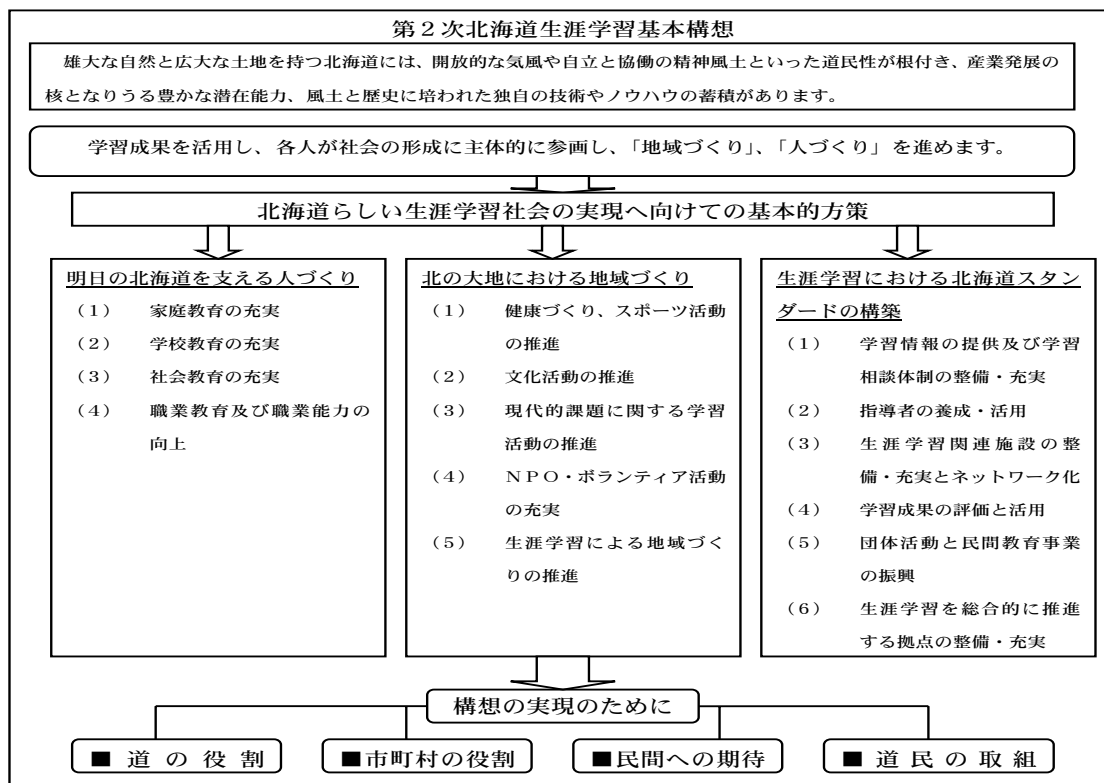 第２次北海道生涯学習基本構想
雄大な自然と広大な土地を持つ北海道には、開放的な気風や自立と協働の精神風土といった道民性が根付き、産業発展の
核となりうる豊かな潜在能力、風土と歴史に培われた独自の技術やノウハウの蓄積があります。
学習成果を活用し、各人が社会の形成に主体的に参画し、「地域づくり」、「人づくり」を進めます。
北海道らしい生涯学習社会の実現へ向けての基本的方策
明日の北海道を支える人づくり
（１） 家庭教育の充実
（２） 学校教育の充実
（３） 社会教育の充実
（４） 職業教育及び職業能力の
向上
北の大地における地域づくり
（１） 健康づくり、スポーツ活動
の推進
（２） 文化活動の推進
（３） 現代的課題に関する学習
活動の推進
（４） ＮＰＯ・ボランティア活動
の充実
（５） 生涯学習による地域づく
りの推進
生涯学習における北海道スタン
ダードの構築
（１） 学習情報の提供及び学習
相談体制の整備・充実
（２） 指導者の養成・活用
（３） 生涯学習関連施設の整
備・充実とネットワーク化
（４） 学習成果の評価と活用
（５） 団体活動と民間教育事業
の振興
（６） 生涯学習を総合的に推進
する拠点の整備・充実
構想の実現のために
■ 道の役割
■市町村の役割
■民間への期待
■ 道民の取組